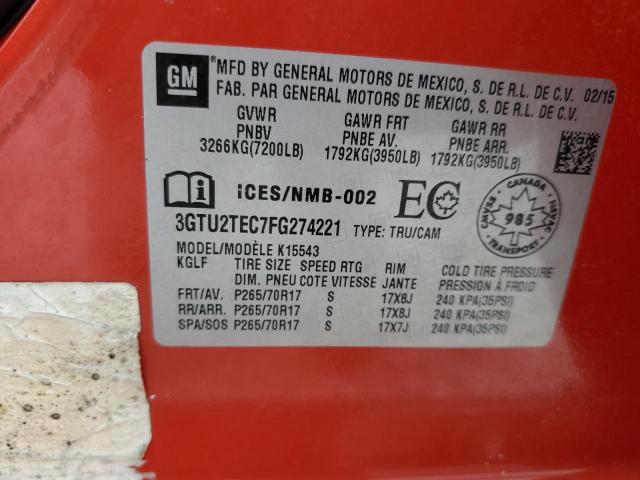 GM
*MFD BY GENERAL MOTORS DE MEXICO, S. DE R.L. DE C.V. 02/15
FAB. PAR GENERAL MOTORS DE MEXICO, S. DE R.L. DE C.V.
GVWR GAWR FRT GAWR RR
PNBV PNBE AV. PNBE ARR.
3266KG(7200LB) 1792KG(3950LB) 1792KG(3950LB)
ICES/NMB-002 EC
CANADA
CMVSS 985 NSVAC
TRANSPORT
3GTU2TEC7FG274221 TYPE: TRU/CAM
MODEL/MODÈLE K15543
KGLF TIRE SIZE SPEED RTG RIM COLD TIRE PRESSURE
DIM. PNEU COTE VITESSE JANTE PRESSION À FROID
FRT/AV. P265/70R17 S 17X8J 240 KPA(35PSI)
RR/ARR. P265/70R17 S 17X8J 240 KPA(35PSI)
SPA/SOS P265/70R17 S 17X7J 240 KPA(35PSI)